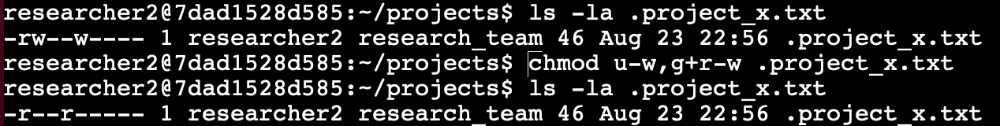 researcher2@7dad1528d585:~/projects$ ls -la .project_x.txt
-rw--w---- 1 researcher2 research_team 46 Aug 23 22:56 .project_x.txt
researcher2@7dad1528d585:~/projects$ chmod u-w,g+r-w .project_x.txt
researcher2@7dad1528d585:~/projects$ ls -la .project_x.txt
-r--r----- 1 researcher2 research_team 46 Aug 23 22:56 .project_x.txt